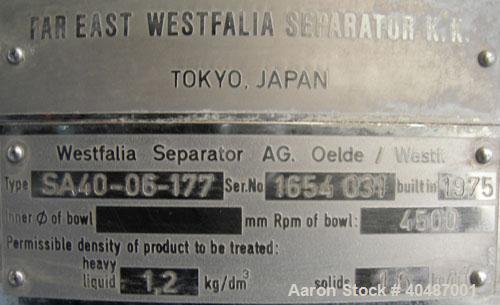 FAR EAST WESTFALIA SEPARATOR K.K.
TOKYO, JAPAN
Westfalia Separator AG. Oelde / Westf.
Type SA40-06-177 Ser.No 1654 031 built in 1975
Inner Ø of bowl mm Rpm of bowl: 4500
Permissible density of product to be treated:
heavy
liquid 1,2 kg/dm³ solids
Aaron Stock # 40487001